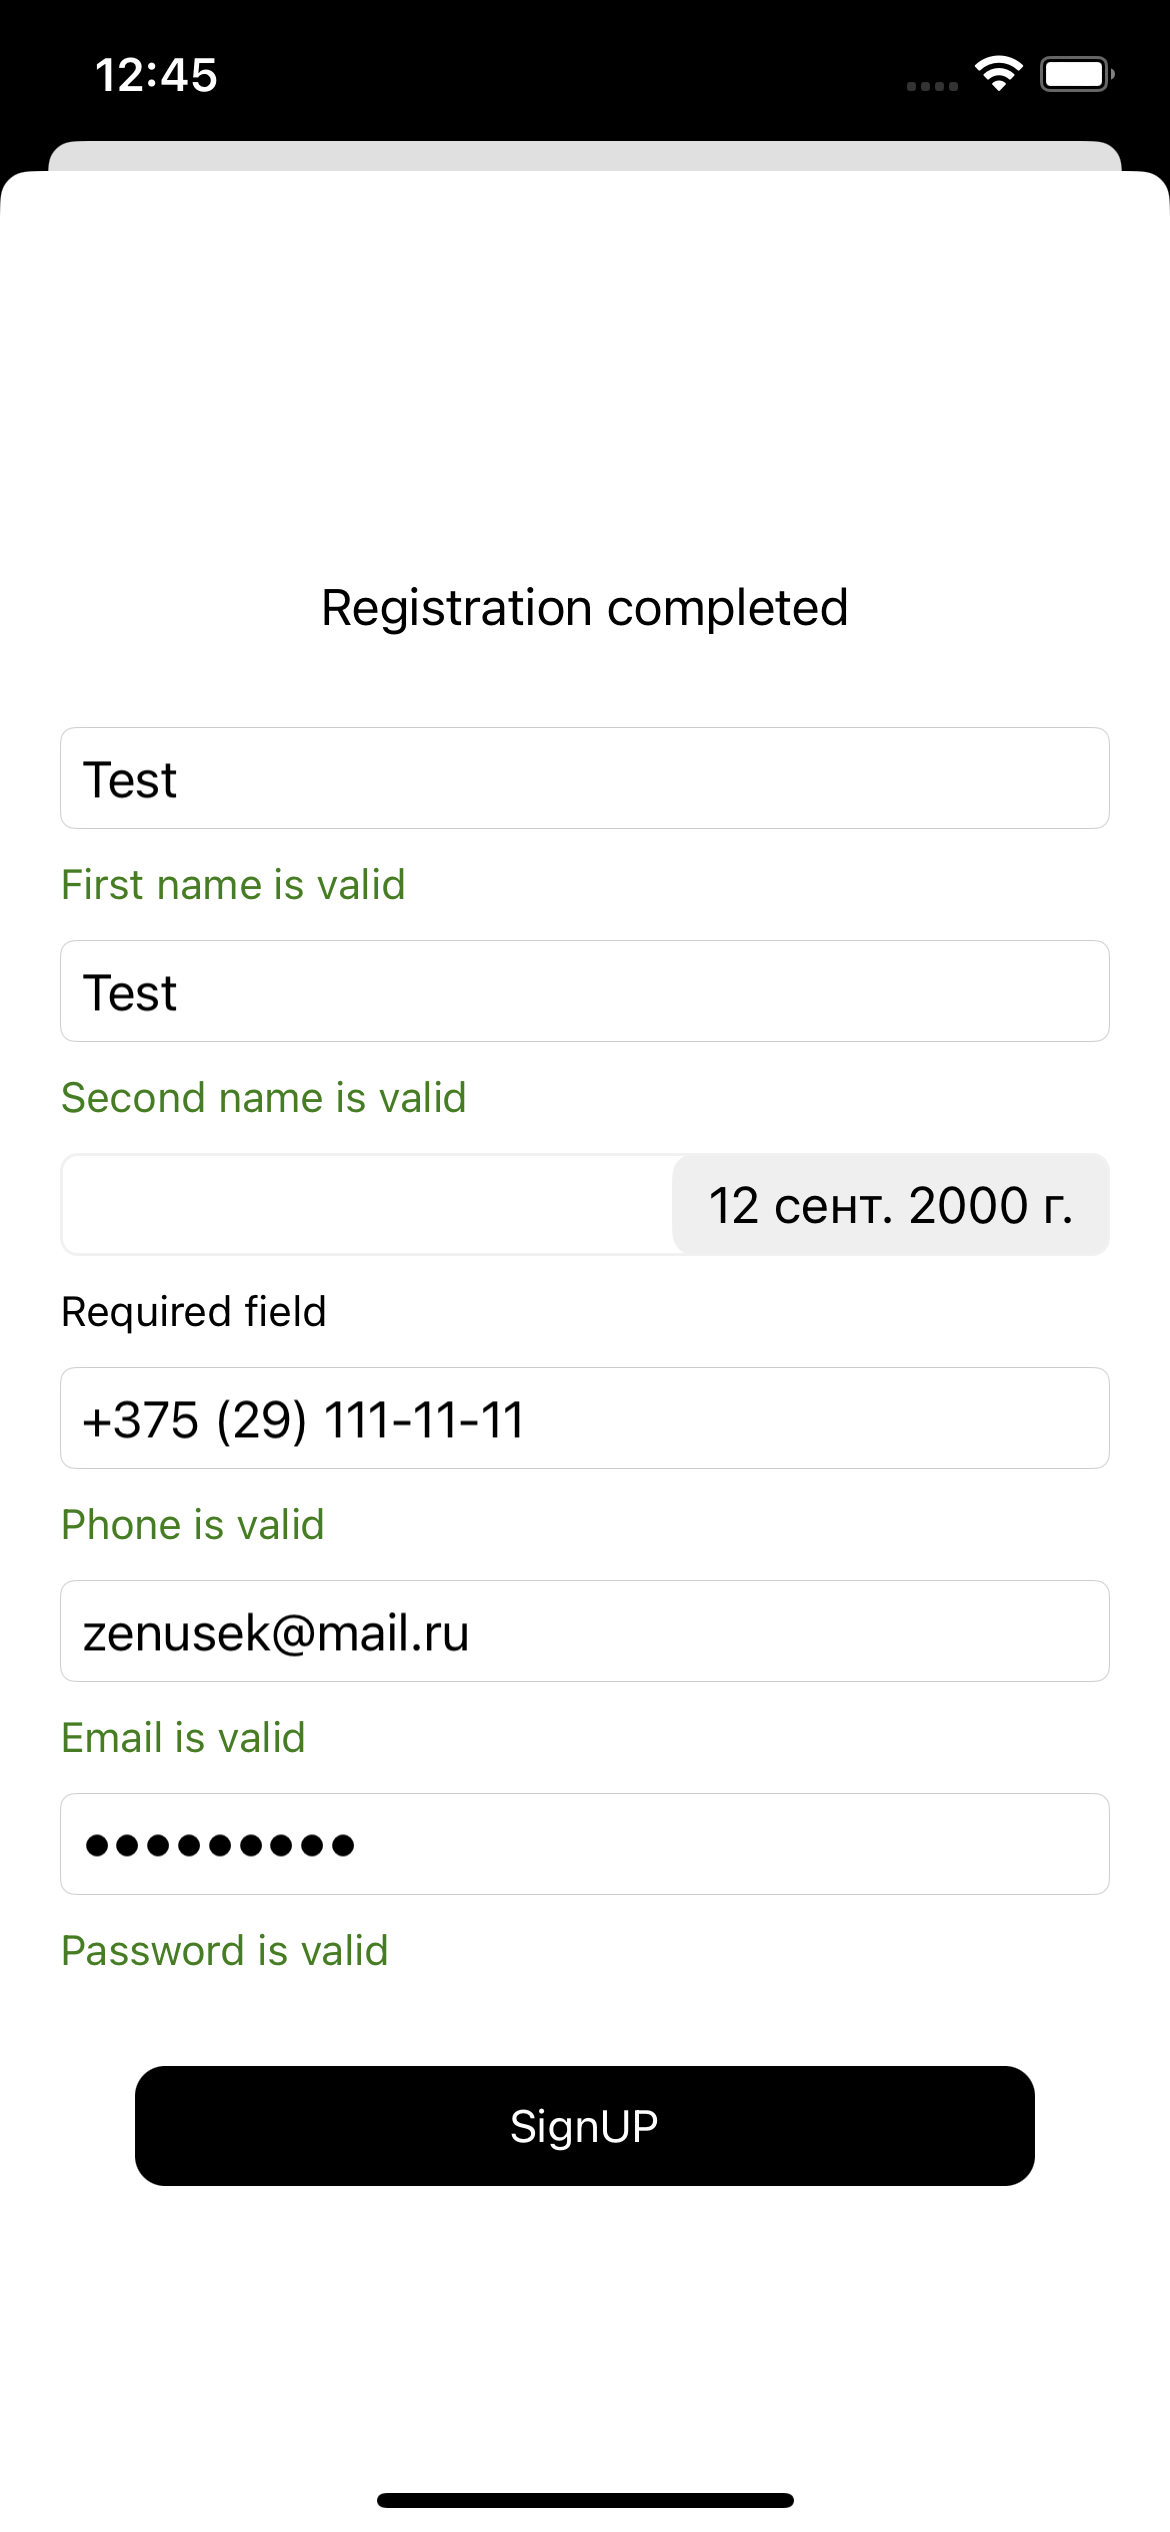 12:45
Registration completed
Test
First name is valid
Test
Second name is valid
12 сент. 2000 г.
Required field
+375 (29) 111-11-11
Phone is valid
zenusek@mail.ru
Email is valid
•••••••••
Password is valid
SignUP